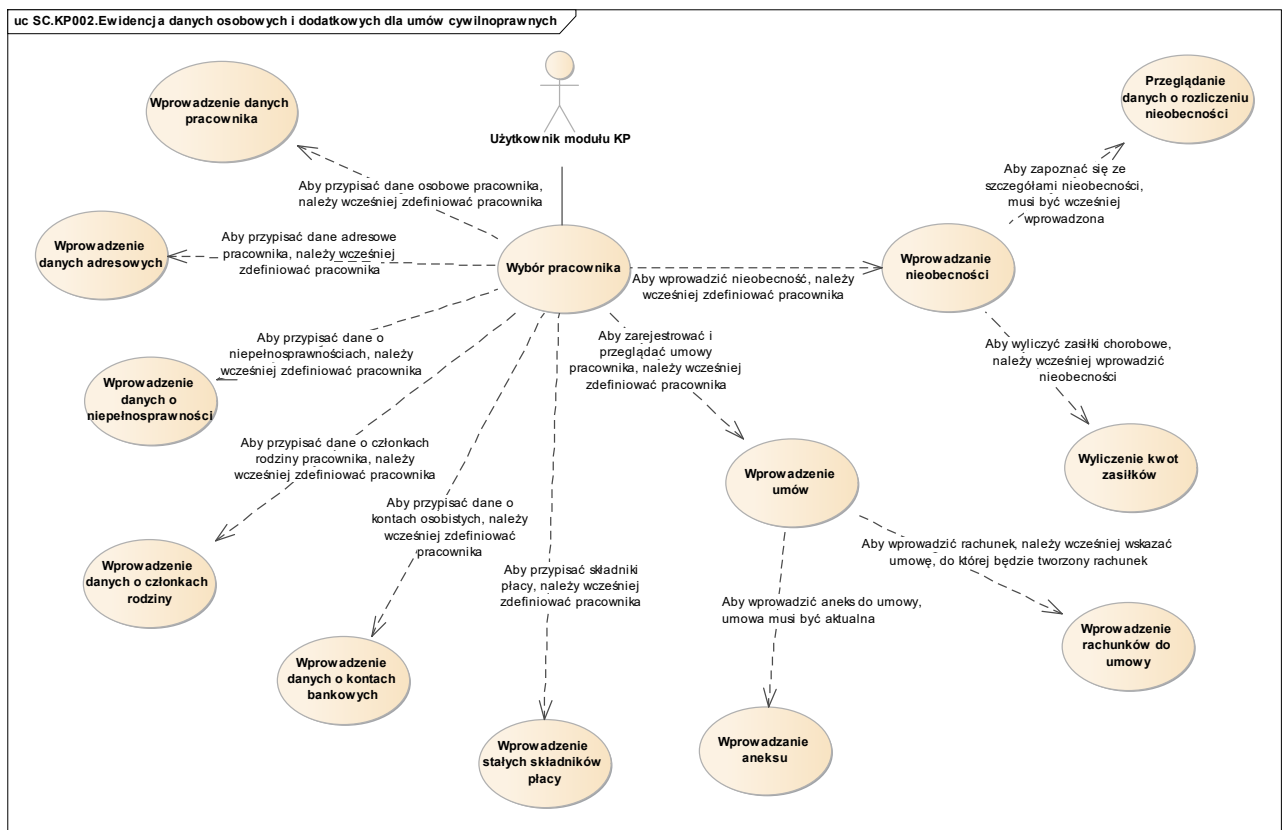 uc SC.KP002.Ewidencja danych osobowych i dodatkowych dla umów cywilnoprawnych
Wprowadzenie danych
pracownika
Użytkownik modułu KP
Przeglądanie
danych o rozliczeniu
nieobecności
Aby przypisać dane osobowe pracownika,
należy wcześniej zdefiniować pracownika
Aby zapoznać się ze
szczegółami nieobecności,
musi być wcześniej
wprowadzona
Wprowadzenie
danych adresowych
Aby przypisać dane adresowe
pracownika, należy wcześniej
zdefiniować pracownika
Wybór pracownika
Aby wprowadzić nieobecność, należy
wcześniej zdefiniować pracownika
Wprowadzanie
nieobecności
Aby przypisać dane o
niepełnosprawnościach, należy
wcześniej zdefiniować pracownika
Aby zarejestrować i
przeglądać umowy
pracownika, należy wcześniej
zdefiniować pracownika
Aby wyliczyć zasiłki chorobowe,
należy wcześniej wprowadzić
nieobecności
Wprowadzenie
danych o
niepełnosprawności
Aby przypisać dane o członkach
rodziny pracownika, należy
wcześniej zdefiniować pracownika
Wprowadzenie
umów
Wyliczenie kwot
zasiłków
Aby przypisać dane o
kontach osobistych, należy
wcześniej zdefiniować
pracownika
Aby wprowadzić rachunek, należy wcześniej wskazać
umowę, do której będzie tworzony rachunek
Wprowadzenie
danych o członkach
rodziny
Aby przypisać składniki
płacy, należy wcześniej
zdefiniować pracownika
Aby wprowadzić aneks do umowy,
umowa musi być aktualna
Wprowadzenie
rachunków do
umowy
Wprowadzenie
danych o kontach
bankowych
Wprowadzenie
stałych składników
płacy
Wprowadzanie
aneksu